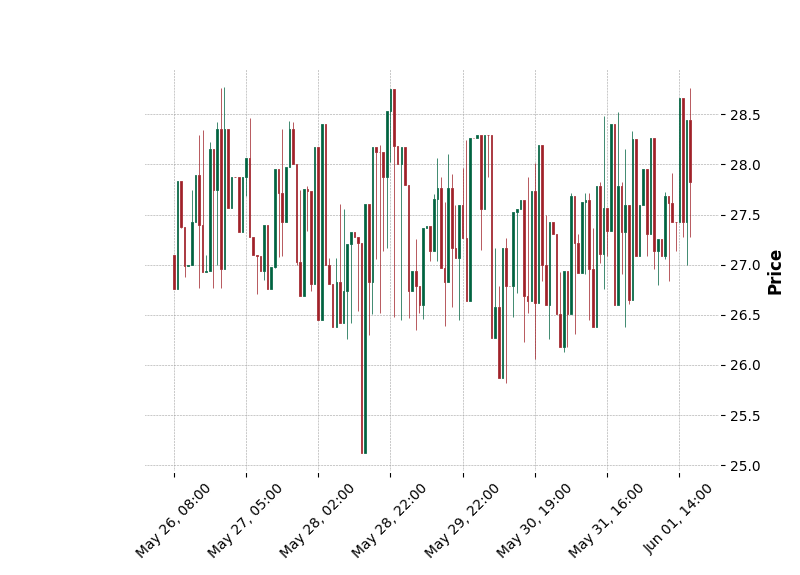 28.5
28.0
27.5
27.0
26.5
26.0
25.5
25.0
Price
May 26, 08:00
May 27, 05:00
May 28, 02:00
May 28, 22:00
May 29, 22:00
May 30, 19:00
May 31, 16:00
Jun 01, 14:00